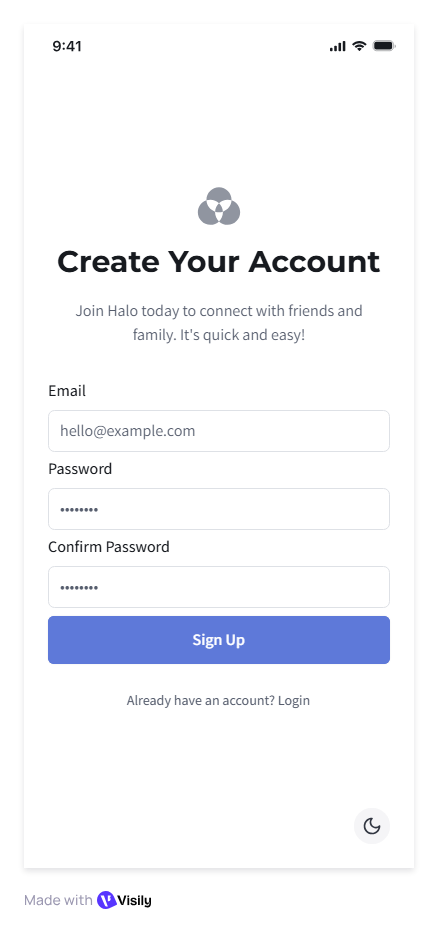 9:41
Create Your Account
Join Halo today to connect with friends and
family. It's quick and easy!
Email
hello@example.com
Password
••••••••
Confirm Password
••••••••
Sign Up
Already have an account? Login
Made with Visily